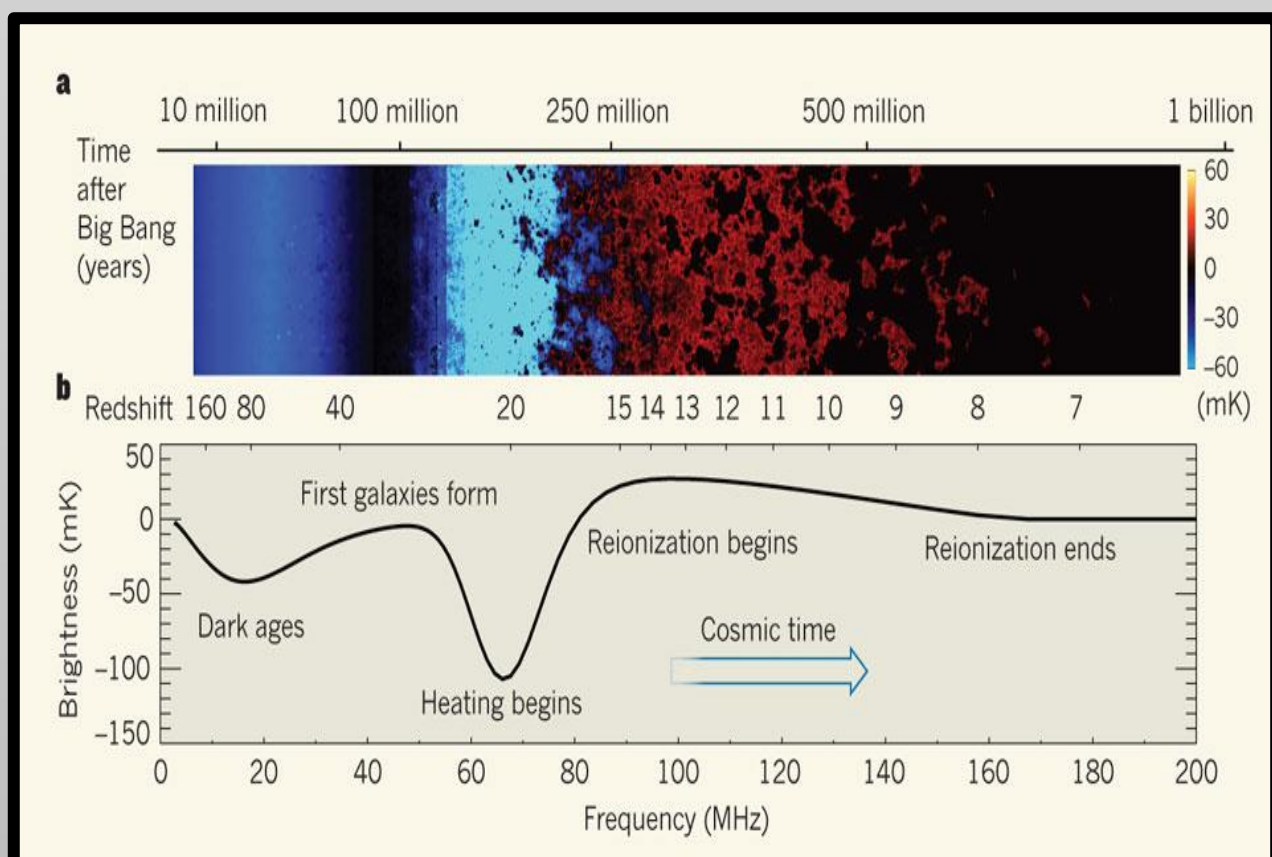 a
10 million 100 million 250 million 500 million 1 billion
Time
after
Big Bang
(years)
60
30
0
−30
−60
(mK)
b
Redshift 160 80 40 20 15 14 13 12 11 10 9 8 7
Brightness (mK)
50
0
−50
−100
−150
First galaxies form
Dark ages
Heating begins
Reionization begins
Reionization ends
Cosmic time
0 20 40 60 80 100 120 140 160 180 200
Frequency (MHz)